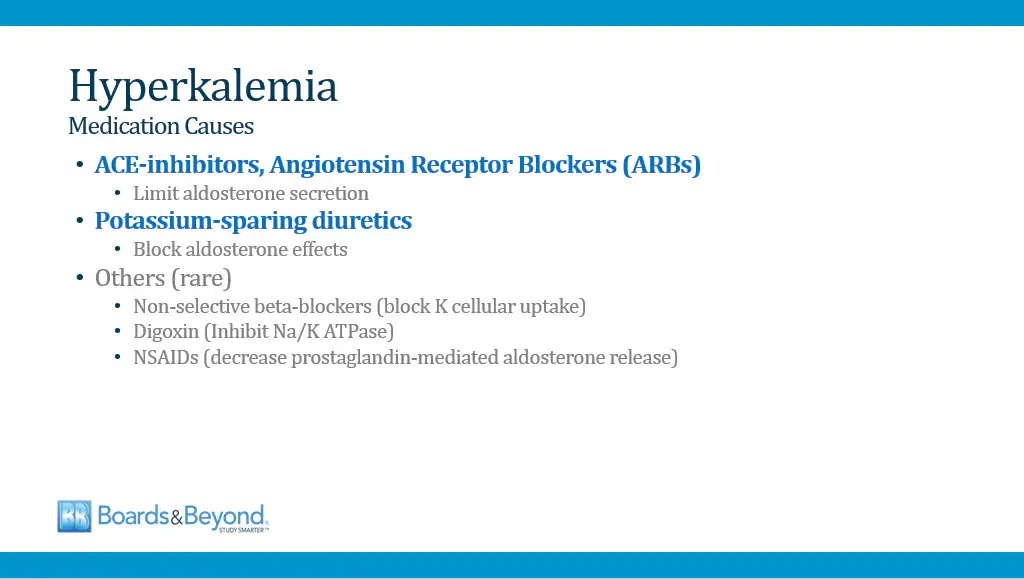 Hyperkalemia
Medication Causes
• ACE-inhibitors, Angiotensin Receptor Blockers (ARBs)
• Limit aldosterone secretion
• Potassium-sparing diuretics
• Block aldosterone effects
• Others (rare)
• Non-selective beta-blockers (block K cellular uptake)
• Digoxin (Inhibit Na/K ATPase)
• NSAIDs (decrease prostaglandin-mediated aldosterone release)
BB Boards&Beyond®
STUDY SMARTER™